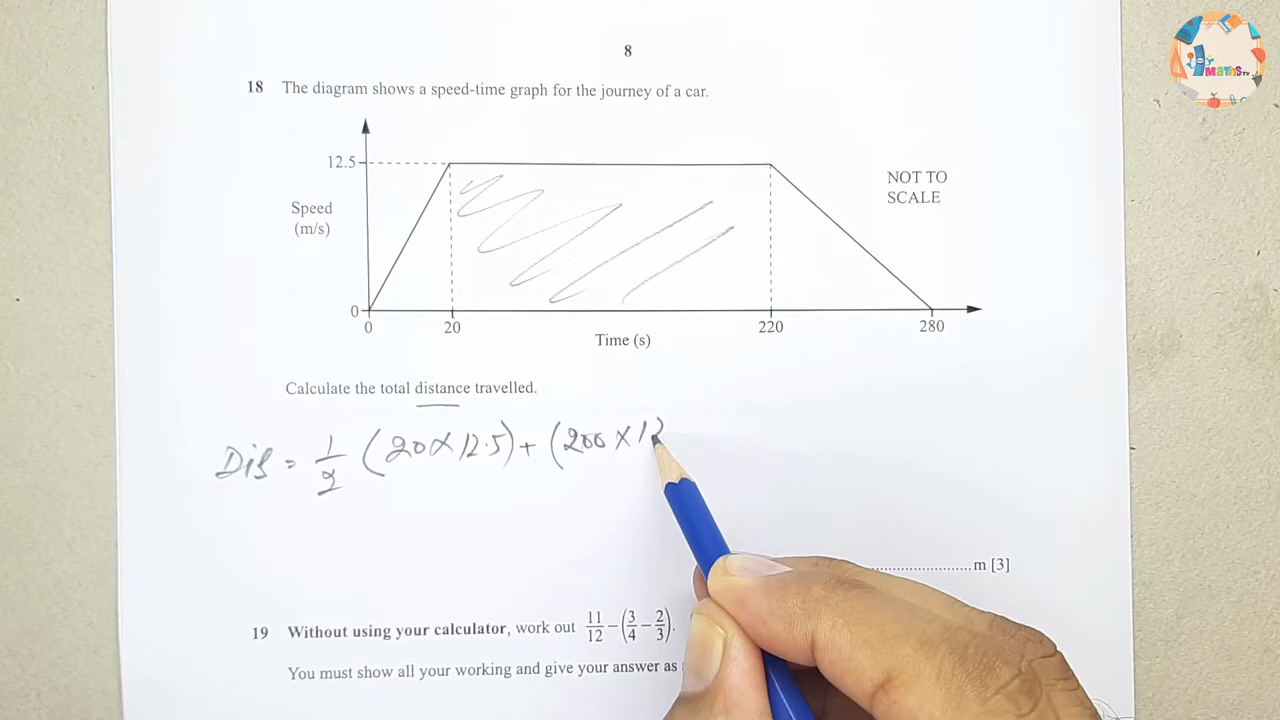 8
18 The diagram shows a speed-time graph for the journey of a car.
12.5
NOT TO
SCALE
Speed
(m/s)
0
0 20 220 280
Time (s)
Calculate the total distance travelled.
Dis = 1/2 (20 × 12.5) + (200 × 12
m [3]
19 Without using your calculator, work out 11/12 − (3/4 − 2/3).
You must show all your working and give your answer as
MATHS TV